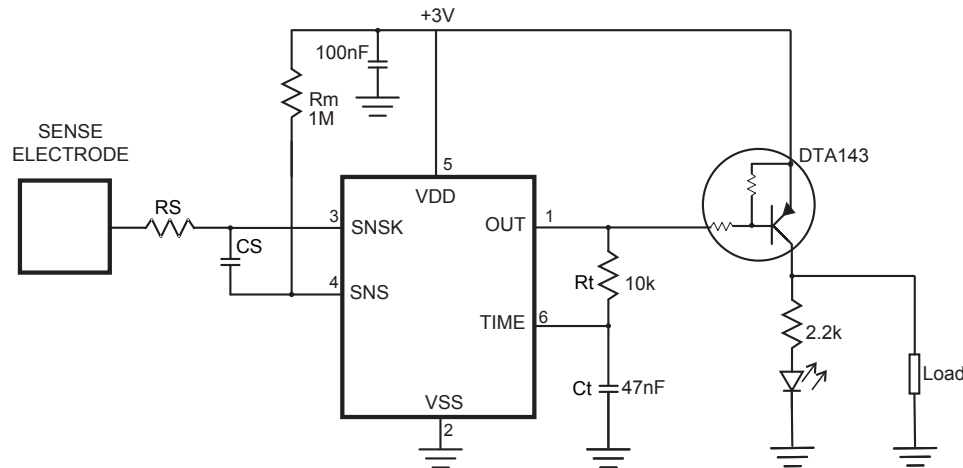 +3V
100nF
Rm
1M
SENSE
ELECTRODE
DTA143
5
VDD
RS
3
SNSK
OUT
1
CS
4
SNS
Rt
10k
TIME
6
2.2k
Ct
47nF
Load
VSS
2